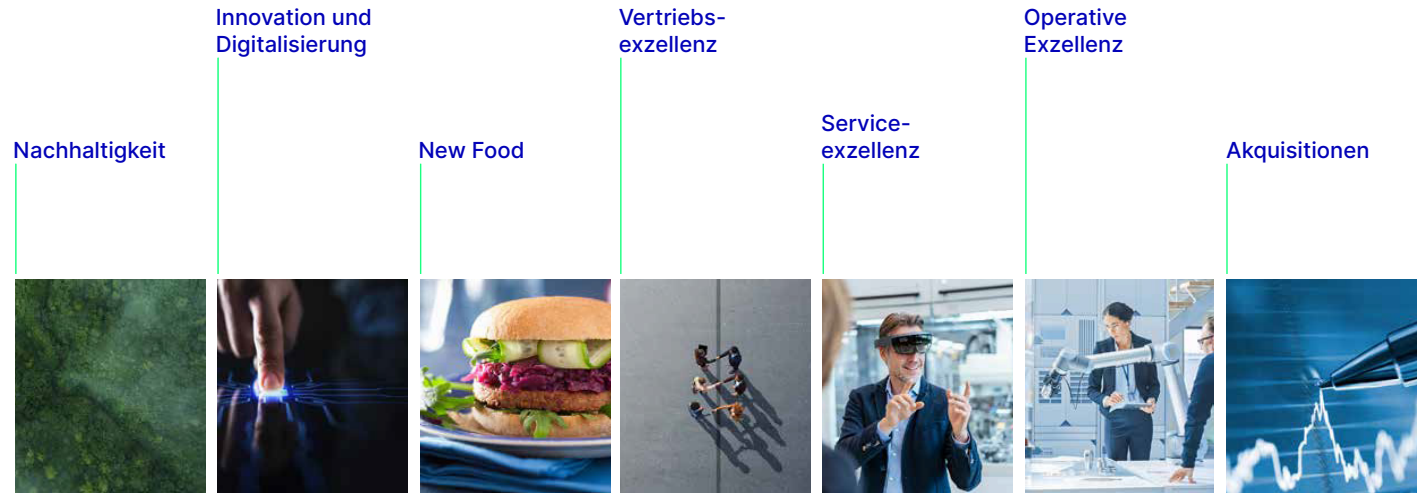 Nachhaltigkeit
Innovation und
Digitalisierung
New Food
Vertriebs-
exzellenz
Service-
exzellenz
Operative
Exzellenz
Akquisitionen